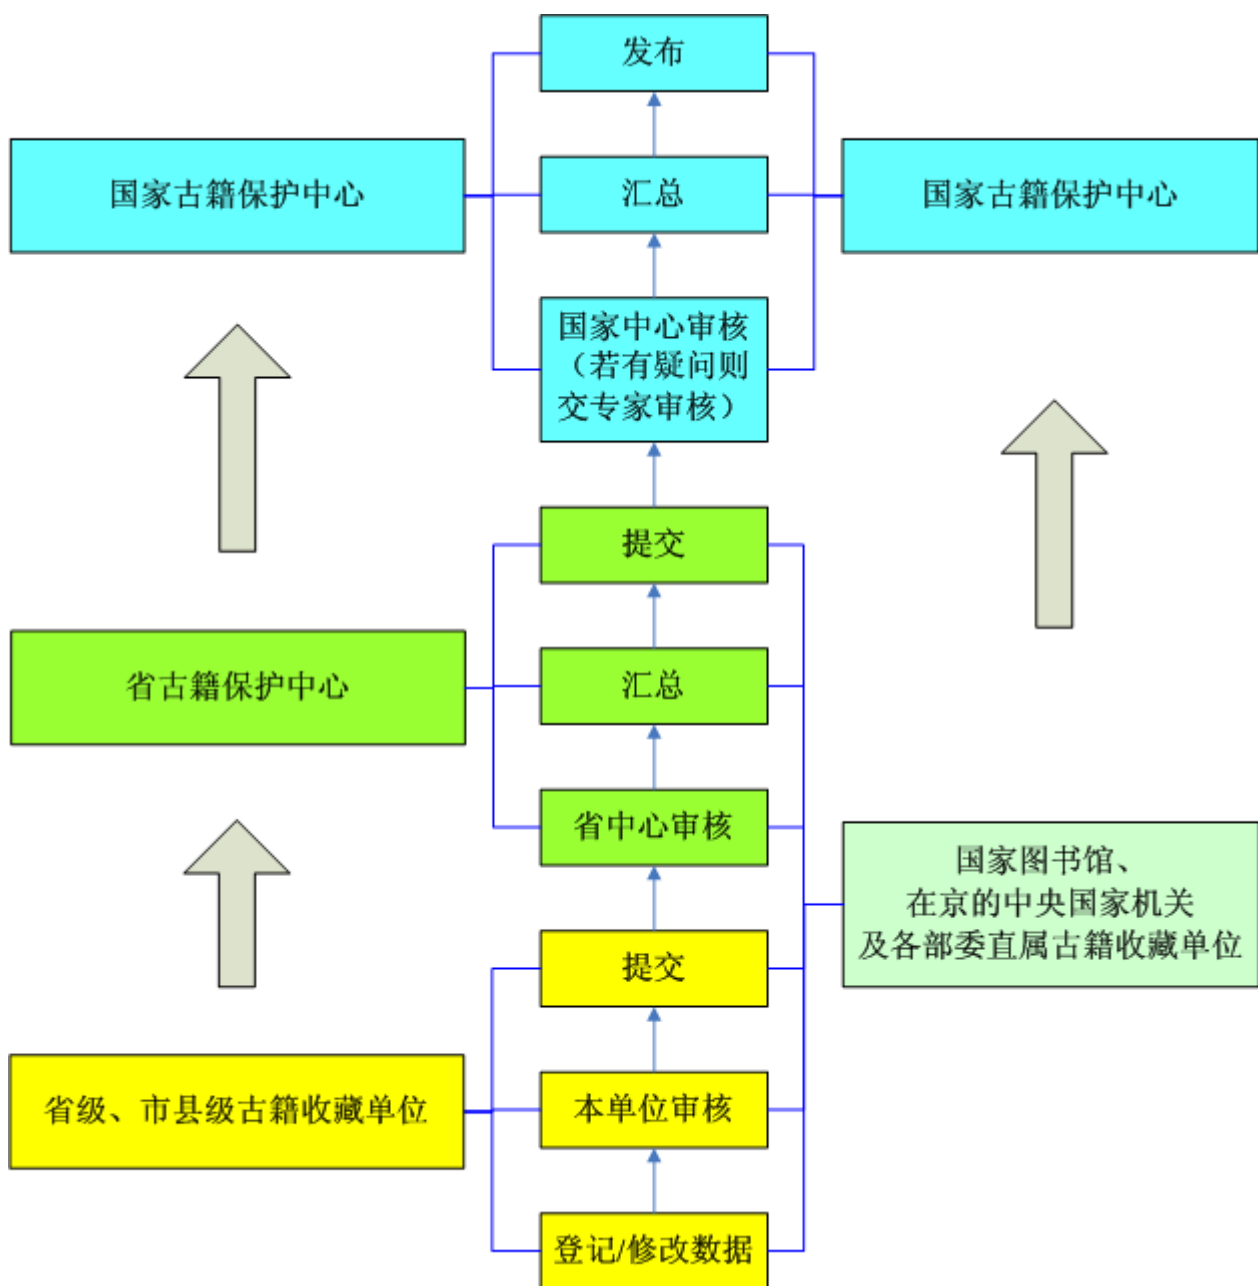 发布
国家古籍保护中心
汇总
国家古籍保护中心
国家中心审核
（若有疑问则
交专家审核）
提交
省古籍保护中心
汇总
省中心审核
国家图书馆、
在京的中央国家机关
及各部委直属古籍收藏单位
提交
省级、市县级古籍收藏单位
本单位审核
登记/修改数据